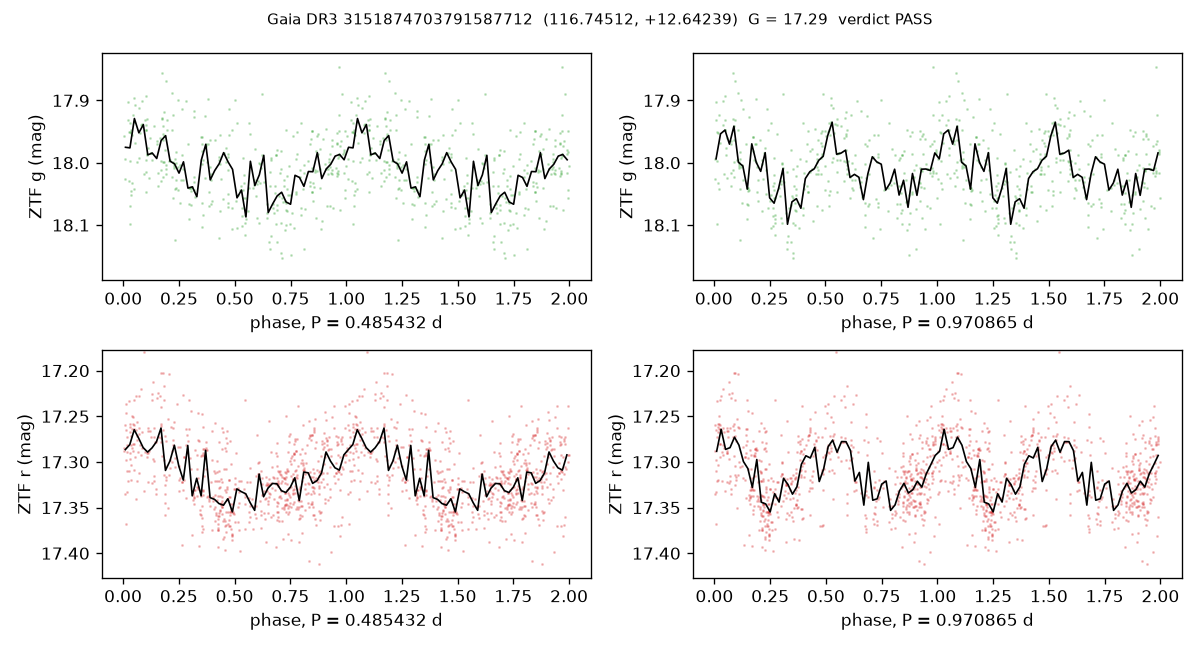 Gaia DR3 3151874703791587712 (116.74512, +12.64239) G = 17.29 verdict PASS
ZTF g (mag)
17.9
18.0
18.1
0.00 0.25 0.50 0.75 1.00 1.25 1.50 1.75 2.00
phase, P = 0.485432 d
ZTF g (mag)
17.9
18.0
18.1
0.00 0.25 0.50 0.75 1.00 1.25 1.50 1.75 2.00
phase, P = 0.970865 d
ZTF r (mag)
17.20
17.25
17.30
17.35
17.40
0.00 0.25 0.50 0.75 1.00 1.25 1.50 1.75 2.00
phase, P = 0.485432 d
ZTF r (mag)
17.20
17.25
17.30
17.35
17.40
0.00 0.25 0.50 0.75 1.00 1.25 1.50 1.75 2.00
phase, P = 0.970865 d